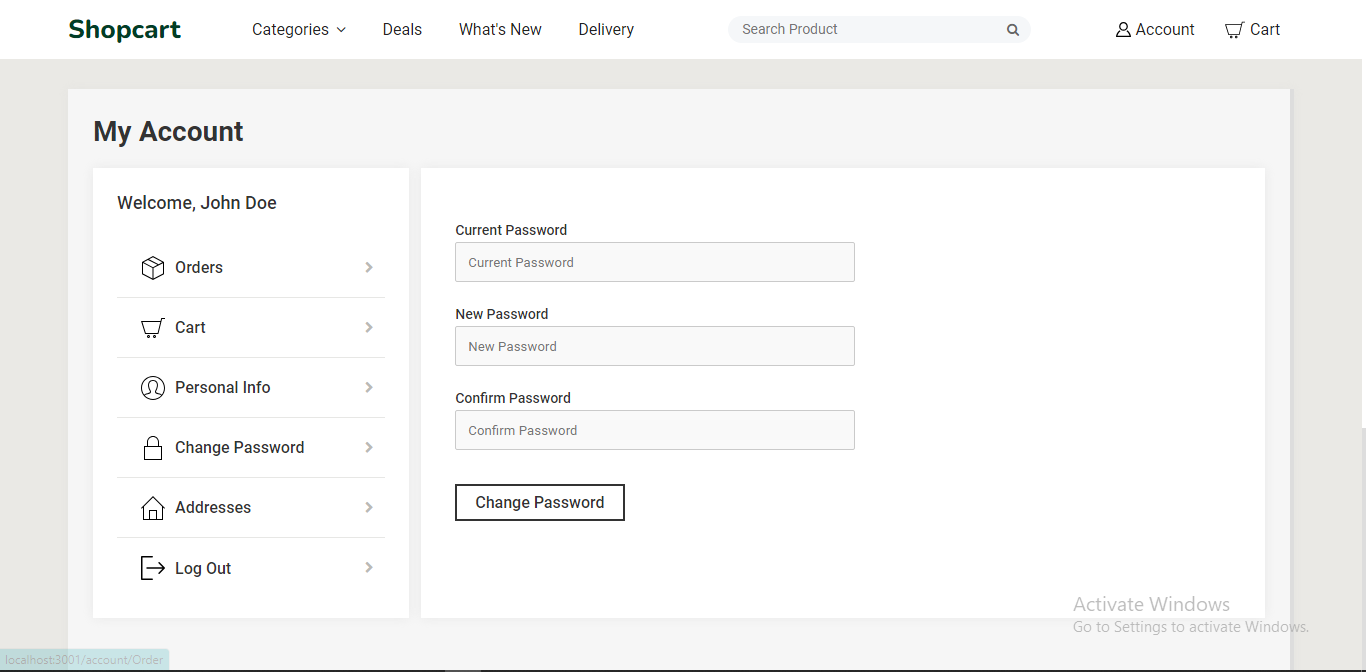 Shopcart Categories Deals What's New Delivery Search Product Account Cart
My Account
Welcome, John Doe
Orders
Cart
Personal Info
Change Password
Addresses
Log Out
Current Password
Current Password
New Password
New Password
Confirm Password
Confirm Password
Change Password
Activate Windows
Go to Settings to activate Windows.
localhost:3001/account/Order